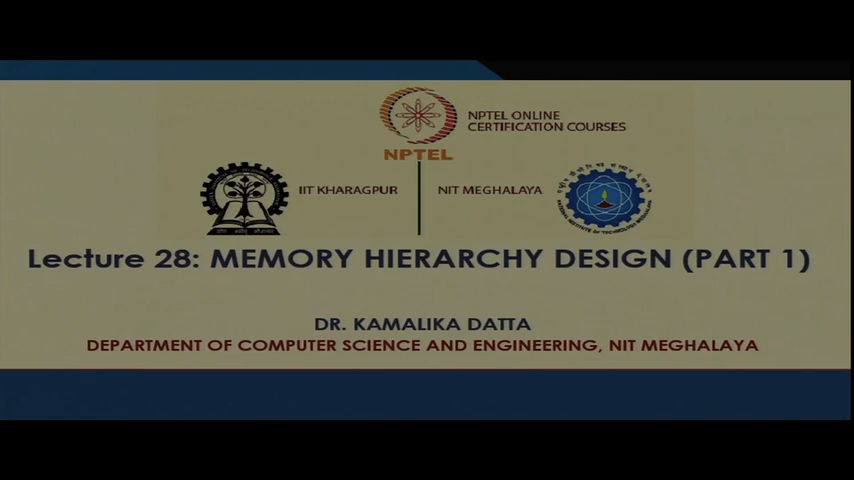 NPTEL ONLINE
CERTIFICATION COURSES
NPTEL
IIT KHARAGPUR
NIT MEGHALAYA
Lecture 28: MEMORY HIERARCHY DESIGN (PART 1)
DR. KAMALIKA DATTA
DEPARTMENT OF COMPUTER SCIENCE AND ENGINEERING, NIT MEGHALAYA